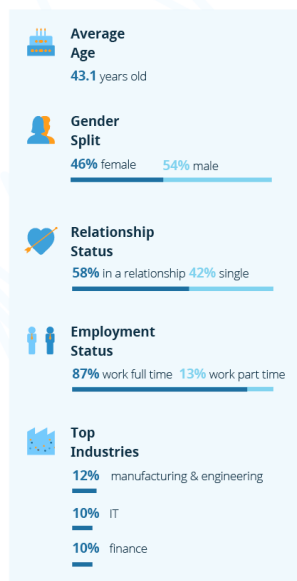 Average
Age
43.1 years old
Gender
Split
46% female 54% male
Relationship
Status
58% in a relationship 42% single
Employment
Status
87% work full time 13% work part time
Top
Industries
12% manufacturing & engineering
10% IT
10% finance